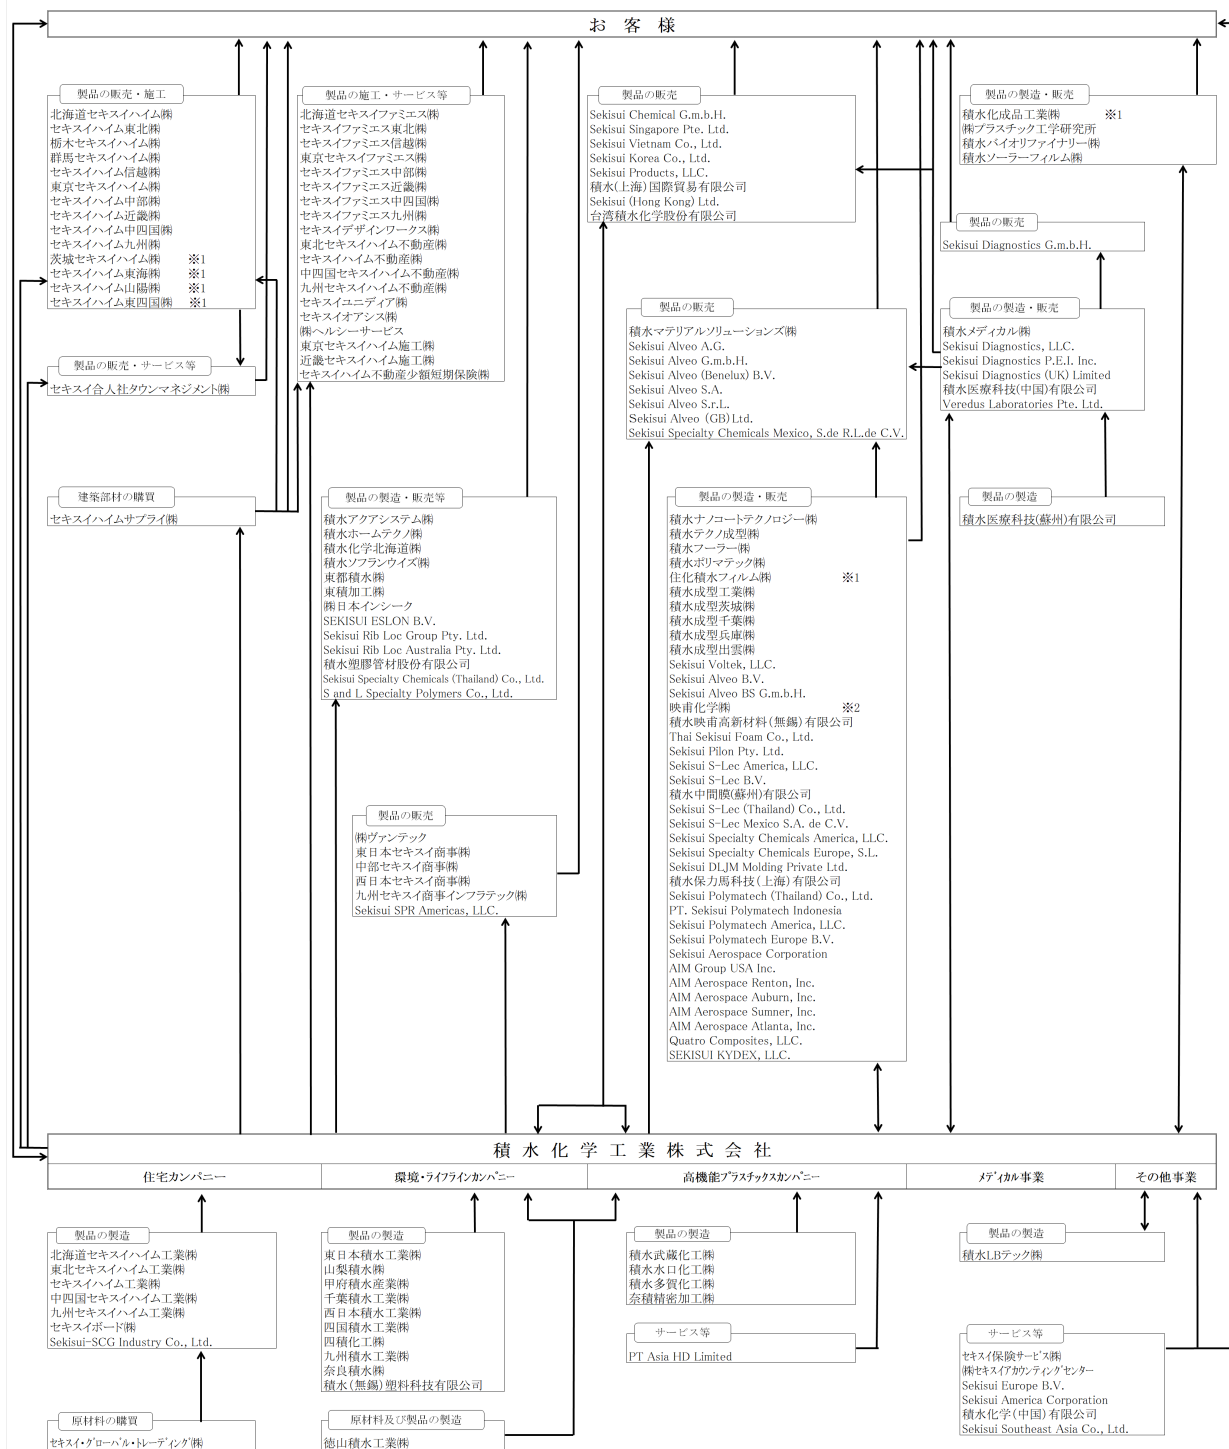 お客様
製品の販売・施工
北海道セキスイハイム㈱
セキスイハイム東北㈱
栃木セキスイハイム㈱
群馬セキスイハイム㈱
セキスイハイム信越㈱
東京セキスイハイム㈱
セキスイハイム中部㈱
セキスイハイム近畿㈱
セキスイハイム中四国㈱
セキスイハイム九州㈱
茨城セキスイハイム㈱ ※1
セキスイハイム東海㈱ ※1
セキスイハイム山陽㈱ ※1
セキスイハイム東四国㈱ ※1
製品の販売・サービス等
セキスイ合人社タウンマネジメント㈱
建築部材の購買
セキスイハイムサプライ㈱
製品の施工・サービス等
北海道セキスイファミエス㈱
セキスイファミエス東北㈱
セキスイファミエス信越㈱
東京セキスイファミエス㈱
セキスイファミエス中部㈱
セキスイファミエス近畿㈱
セキスイファミエス中四国㈱
セキスイファミエス九州㈱
セキスイデザインワークス㈱
東北セキスイハイム不動産㈱
セキスイハイム不動産㈱
中四国セキスイハイム不動産㈱
九州セキスイハイム不動産㈱
セキスイユニディア㈱
セキスイオアシス㈱
㈱ヘルシーサービス
東京セキスイハイム施工㈱
近畿セキスイハイム施工㈱
セキスイハイム不動産少額短期保険㈱
製品の製造・販売等
積水アクアシステム㈱
積水ホームテクノ㈱
積水化学北海道㈱
積水ソフランウイズ㈱
東都積水㈱
東積加工㈱
㈱日本インシーク
SEKISUI ESLON B.V.
Sekisui Rib Loc Group Pty. Ltd.
Sekisui Rib Loc Australia Pty. Ltd.
積水塑膠管材股份有限公司
Sekisui Specialty Chemicals (Thailand) Co., Ltd.
S and L Specialty Polymers Co., Ltd.
製品の販売
㈱ヴァンテック
東日本セキスイ商事㈱
中部セキスイ商事㈱
西日本セキスイ商事㈱
九州セキスイ商事インフラテック㈱
Sekisui SPR Americas, LLC.
製品の販売
Sekisui Chemical G.m.b.H.
Sekisui Singapore Pte. Ltd.
Sekisui Vietnam Co., Ltd.
Sekisui Korea Co., Ltd.
Sekisui Products, LLC.
積水(上海)国際貿易有限公司
Sekisui (Hong Kong) Ltd.
台湾積水化学股份有限公司
製品の販売
積水マテリアルソリューションズ㈱
Sekisui Alveo A.G.
Sekisui Alveo G.m.b.H.
Sekisui Alveo (Benelux) B.V.
Sekisui Alveo S.A.
Sekisui Alveo S.r.L.
Sekisui Alveo (GB)Ltd.
Sekisui Specialty Chemicals Mexico, S.de R.L.de C.V.
製品の製造・販売
積水ナノコートテクノロジー㈱
積水テクノ成型㈱
積水フーラー㈱
積水ポリマテック㈱
住化積水フィルム㈱ ※1
積水成型工業㈱
積水成型茨城㈱
積水成型千葉㈱
積水成型兵庫㈱
積水成型出雲㈱
Sekisui Voltek, LLC.
Sekisui Alveo B.V.
Sekisui Alveo BS G.m.b.H.
映甫化学㈱ ※2
積水映甫高新材料(無錫)有限公司
Thai Sekisui Foam Co., Ltd.
Sekisui Pilon Pty. Ltd.
Sekisui S-Lec America, LLC.
Sekisui S-Lec B.V.
積水中間膜(蘇州)有限公司
Sekisui S-Lec (Thailand) Co., Ltd.
Sekisui S-Lec Mexico S.A. de C.V.
Sekisui Specialty Chemicals America, LLC.
Sekisui Specialty Chemicals Europe, S.L.
Sekisui DLJM Molding Private Ltd.
積水保力馬科技(上海)有限公司
Sekisui Polymatech (Thailand) Co., Ltd.
PT. Sekisui Polymatech Indonesia
Sekisui Polymatech America, LLC.
Sekisui Polymatech Europe B.V.
Sekisui Aerospace Corporation
AIM Group USA Inc.
AIM Aerospace Renton, Inc.
AIM Aerospace Auburn, Inc.
AIM Aerospace Sumner, Inc.
AIM Aerospace Atlanta, Inc.
Quatro Composites, LLC.
SEKISUI KYDEX, LLC.
製品の製造・販売
積水化成品工業㈱ ※1
㈱プラスチック工学研究所
積水バイオリファイナリー㈱
積水ソーラーフィルム㈱
製品の販売
Sekisui Diagnostics G.m.b.H.
製品の製造・販売
積水メディカル㈱
Sekisui Diagnostics, LLC.
Sekisui Diagnostics P.E.I. Inc.
Sekisui Diagnostics (UK) Limited
積水医療科技(中国)有限公司
Veredus Laboratories Pte. Ltd.
製品の製造
積水医療科技(蘇州)有限公司
積水化学工業株式会社
住宅カンパニー
環境・ライフラインカンパニー
高機能プラスチックスカンパニー
メディカル事業
その他事業
製品の製造
北海道セキスイハイム工業㈱
東北セキスイハイム工業㈱
セキスイハイム工業㈱
中四国セキスイハイム工業㈱
九州セキスイハイム工業㈱
セキスイボード㈱
Sekisui-SCG Industry Co., Ltd.
原材料の購買
セキスイ・グローバル・トレーディング㈱
製品の製造
東日本積水工業㈱
山梨積水㈱
甲府積水産業㈱
千葉積水工業㈱
西日本積水工業㈱
四国積水工業㈱
四積化工㈱
九州積水工業㈱
奈良積水㈱
積水(無錫)塑料科技有限公司
原材料及び製品の製造
徳山積水工業㈱
製品の製造
積水武蔵化工㈱
積水水口化工㈱
積水多賀化工㈱
奈積精密加工㈱
サービス等
PT Asia HD Limited
製品の製造
積水LBテック㈱
サービス等
セキスイ保険サービス㈱
㈱セキスイアカウンティングセンター
Sekisui Europe B.V.
Sekisui America Corporation
積水化学(中国)有限公司
Sekisui Southeast Asia Co., Ltd.